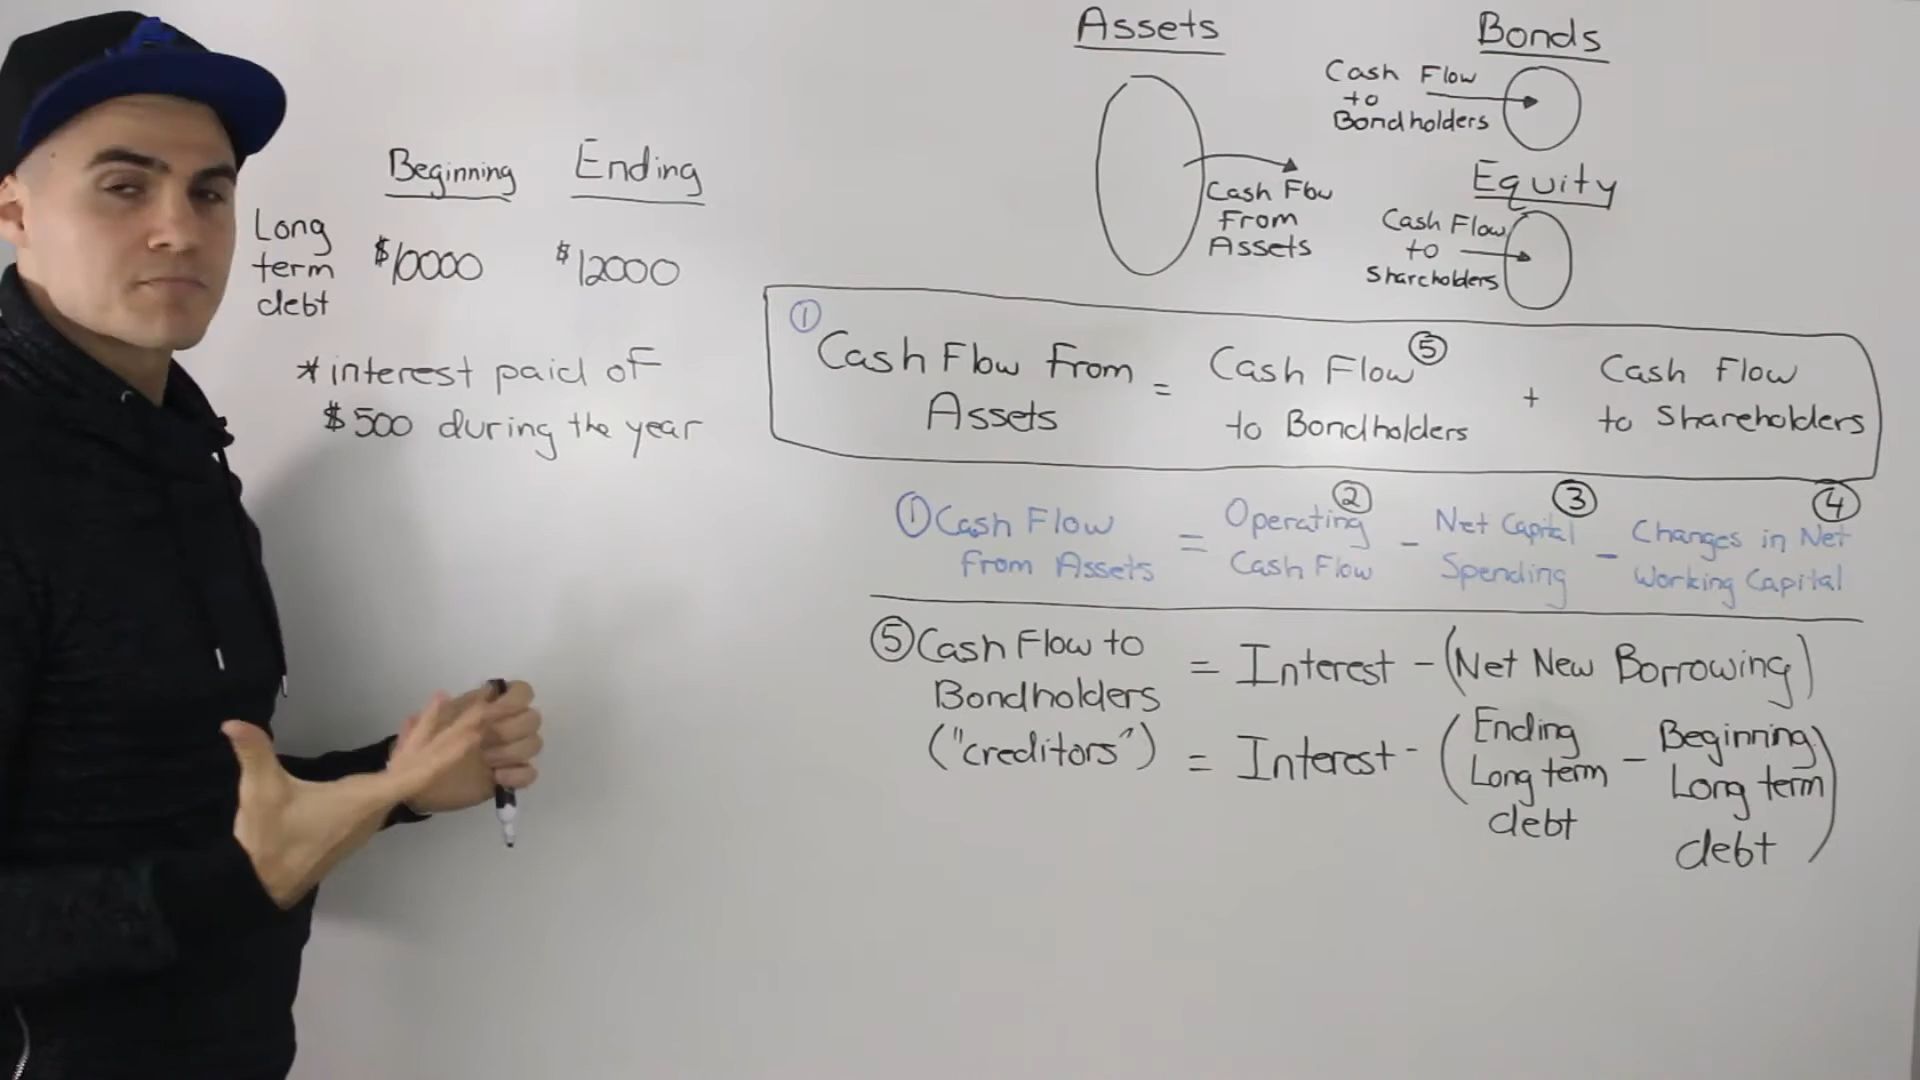 Beginning Ending
Long
term $10000 $12000
debt
* interest paid of
$500 during the year
Assets
Cash Flow
From
Assets
Bonds
Cash Flow
to
Bondholders
Equity
Cash Flow
to
Shareholders
① Cash Flow From = Cash Flow ⑤ + Cash Flow
Assets to Bondholders to Shareholders
① Cash Flow = Operating ② - Net Capital ③ - Changes in Net ④
From Assets Cash Flow Spending Working Capital
⑤ Cash Flow to = Interest - (Net New Borrowing)
Bondholders
("creditors") = Interest - (Ending - Beginning
Long term Long term
debt debt)